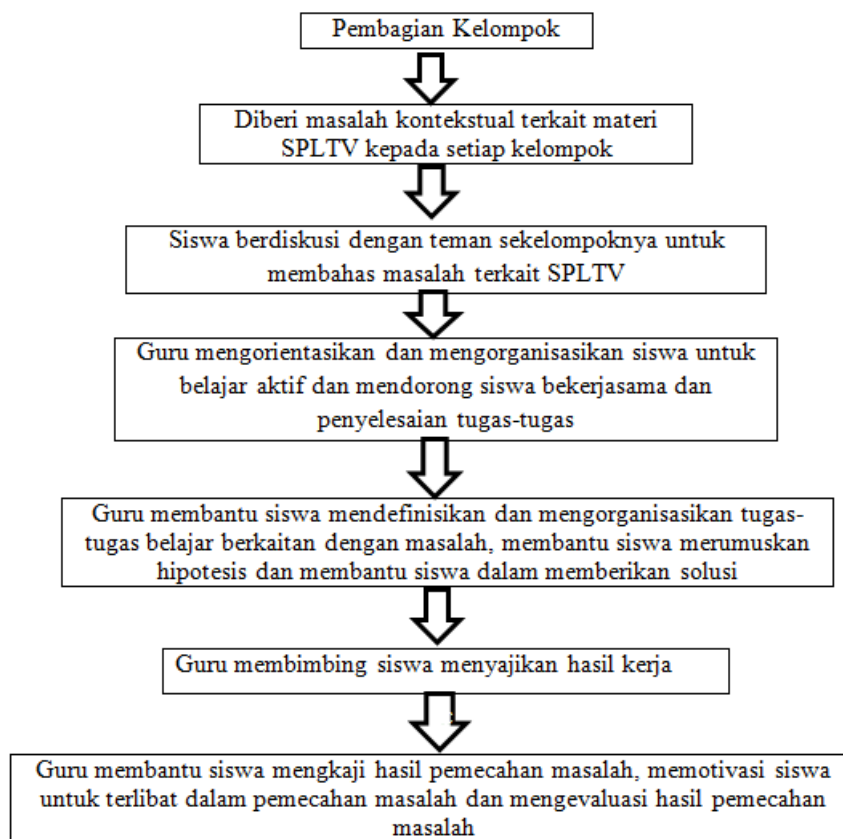 Pembagian Kelompok
Diberi masalah kontekstual terkait materi
SPLTV kepada setiap kelompok
Siswa berdiskusi dengan teman sekelompoknya untuk
membahas masalah terkait SPLTV
Guru mengorientasikan dan mengorganisasikan siswa untuk
belajar aktif dan mendorong siswa bekerjasama dan
penyelesaian tugas-tugas
Guru membantu siswa mendefinisikan dan mengorganisasikan tugas-
tugas belajar berkaitan dengan masalah, membantu siswa merumuskan
hipotesis dan membantu siswa dalam memberikan solusi
Guru membimbing siswa menyajikan hasil kerja
Guru membantu siswa mengkaji hasil pemecahan masalah, memotivasi siswa
untuk terlibat dalam pemecahan masalah dan mengevaluasi hasil pemecahan
masalah